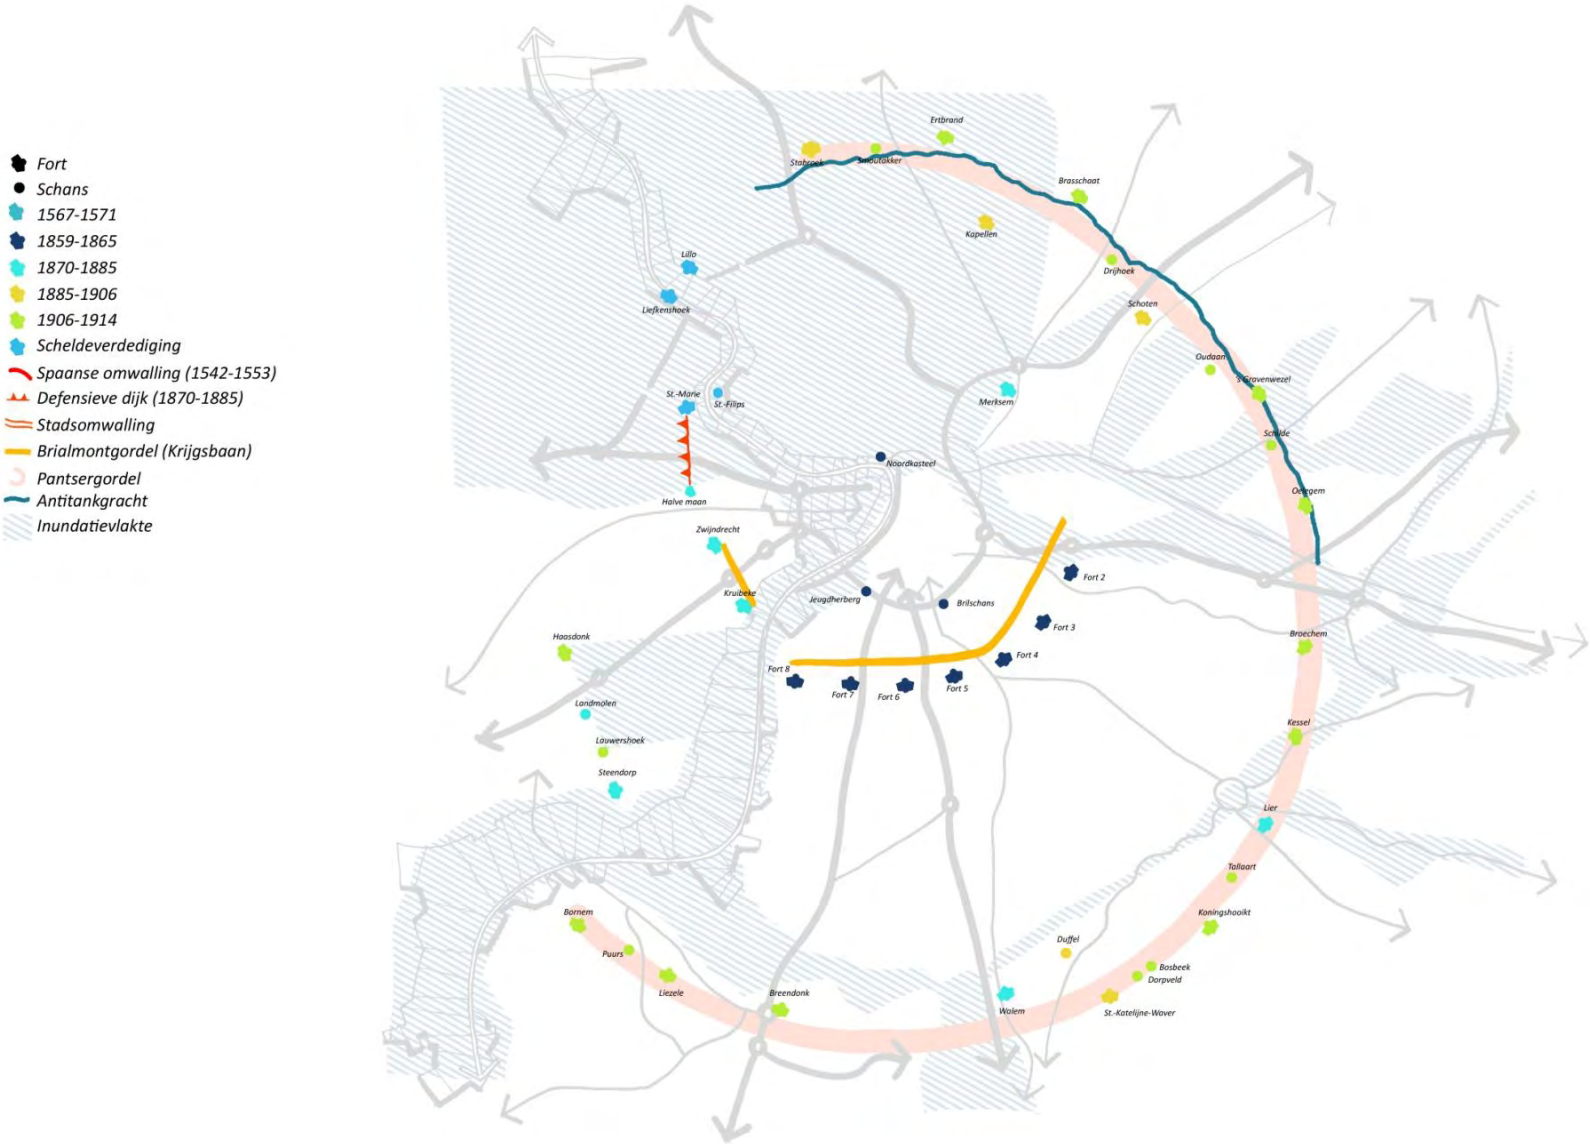 Fort
Schans
1567-1571
1859-1865
1870-1885
1885-1906
1906-1914
Scheldeverdediging
Spaanse omwalling (1542-1553)
Defensieve dijk (1870-1885)
Stadsomwalling
Brialmontgordel (Krijgsbaan)
Pantsergordel
Antitankgracht
Inundatievlakte
Ertbrand
Stabroek
Smoutakker
Brasschaat
Kapellen
Lillo
Drijhoek
Liefkenshoek
Schoten
Oudaan
's Gravenwezel
St.-Marie
St.-Filips
Merksem
Schilde
Noordkasteel
Halve maan
Oelegem
Zwijndrecht
Fort 2
Kruibeke
Jeugdherberg
Brilschans
Fort 3
Haasdonk
Broechem
Fort 4
Fort 8
Fort 7
Fort 6
Fort 5
Landmolen
Kessel
Lauwershoek
Steendorp
Lier
Tallaart
Bornem
Koningshooikt
Puurs
Duffel
Bosbeek
Dorpveld
Liezele
Breendonk
Walem
St.-Katelijne-Waver